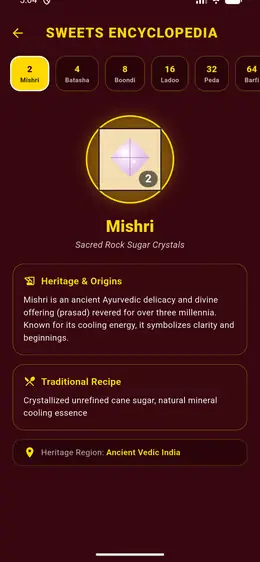 SWEETS ENCYCLOPEDIA
2 4 8 16 32 64
Mishri Batasha Boondi Ladoo Peda Barfi
2
Mishri
Sacred Rock Sugar Crystals
Heritage & Origins
Mishri is an ancient Ayurvedic delicacy and divine
offering (prasad) revered for over three millennia.
Known for its cooling energy, it symbolizes clarity and
beginnings.
Traditional Recipe
Crystallized unrefined cane sugar, natural mineral
cooling essence
Heritage Region: Ancient Vedic India